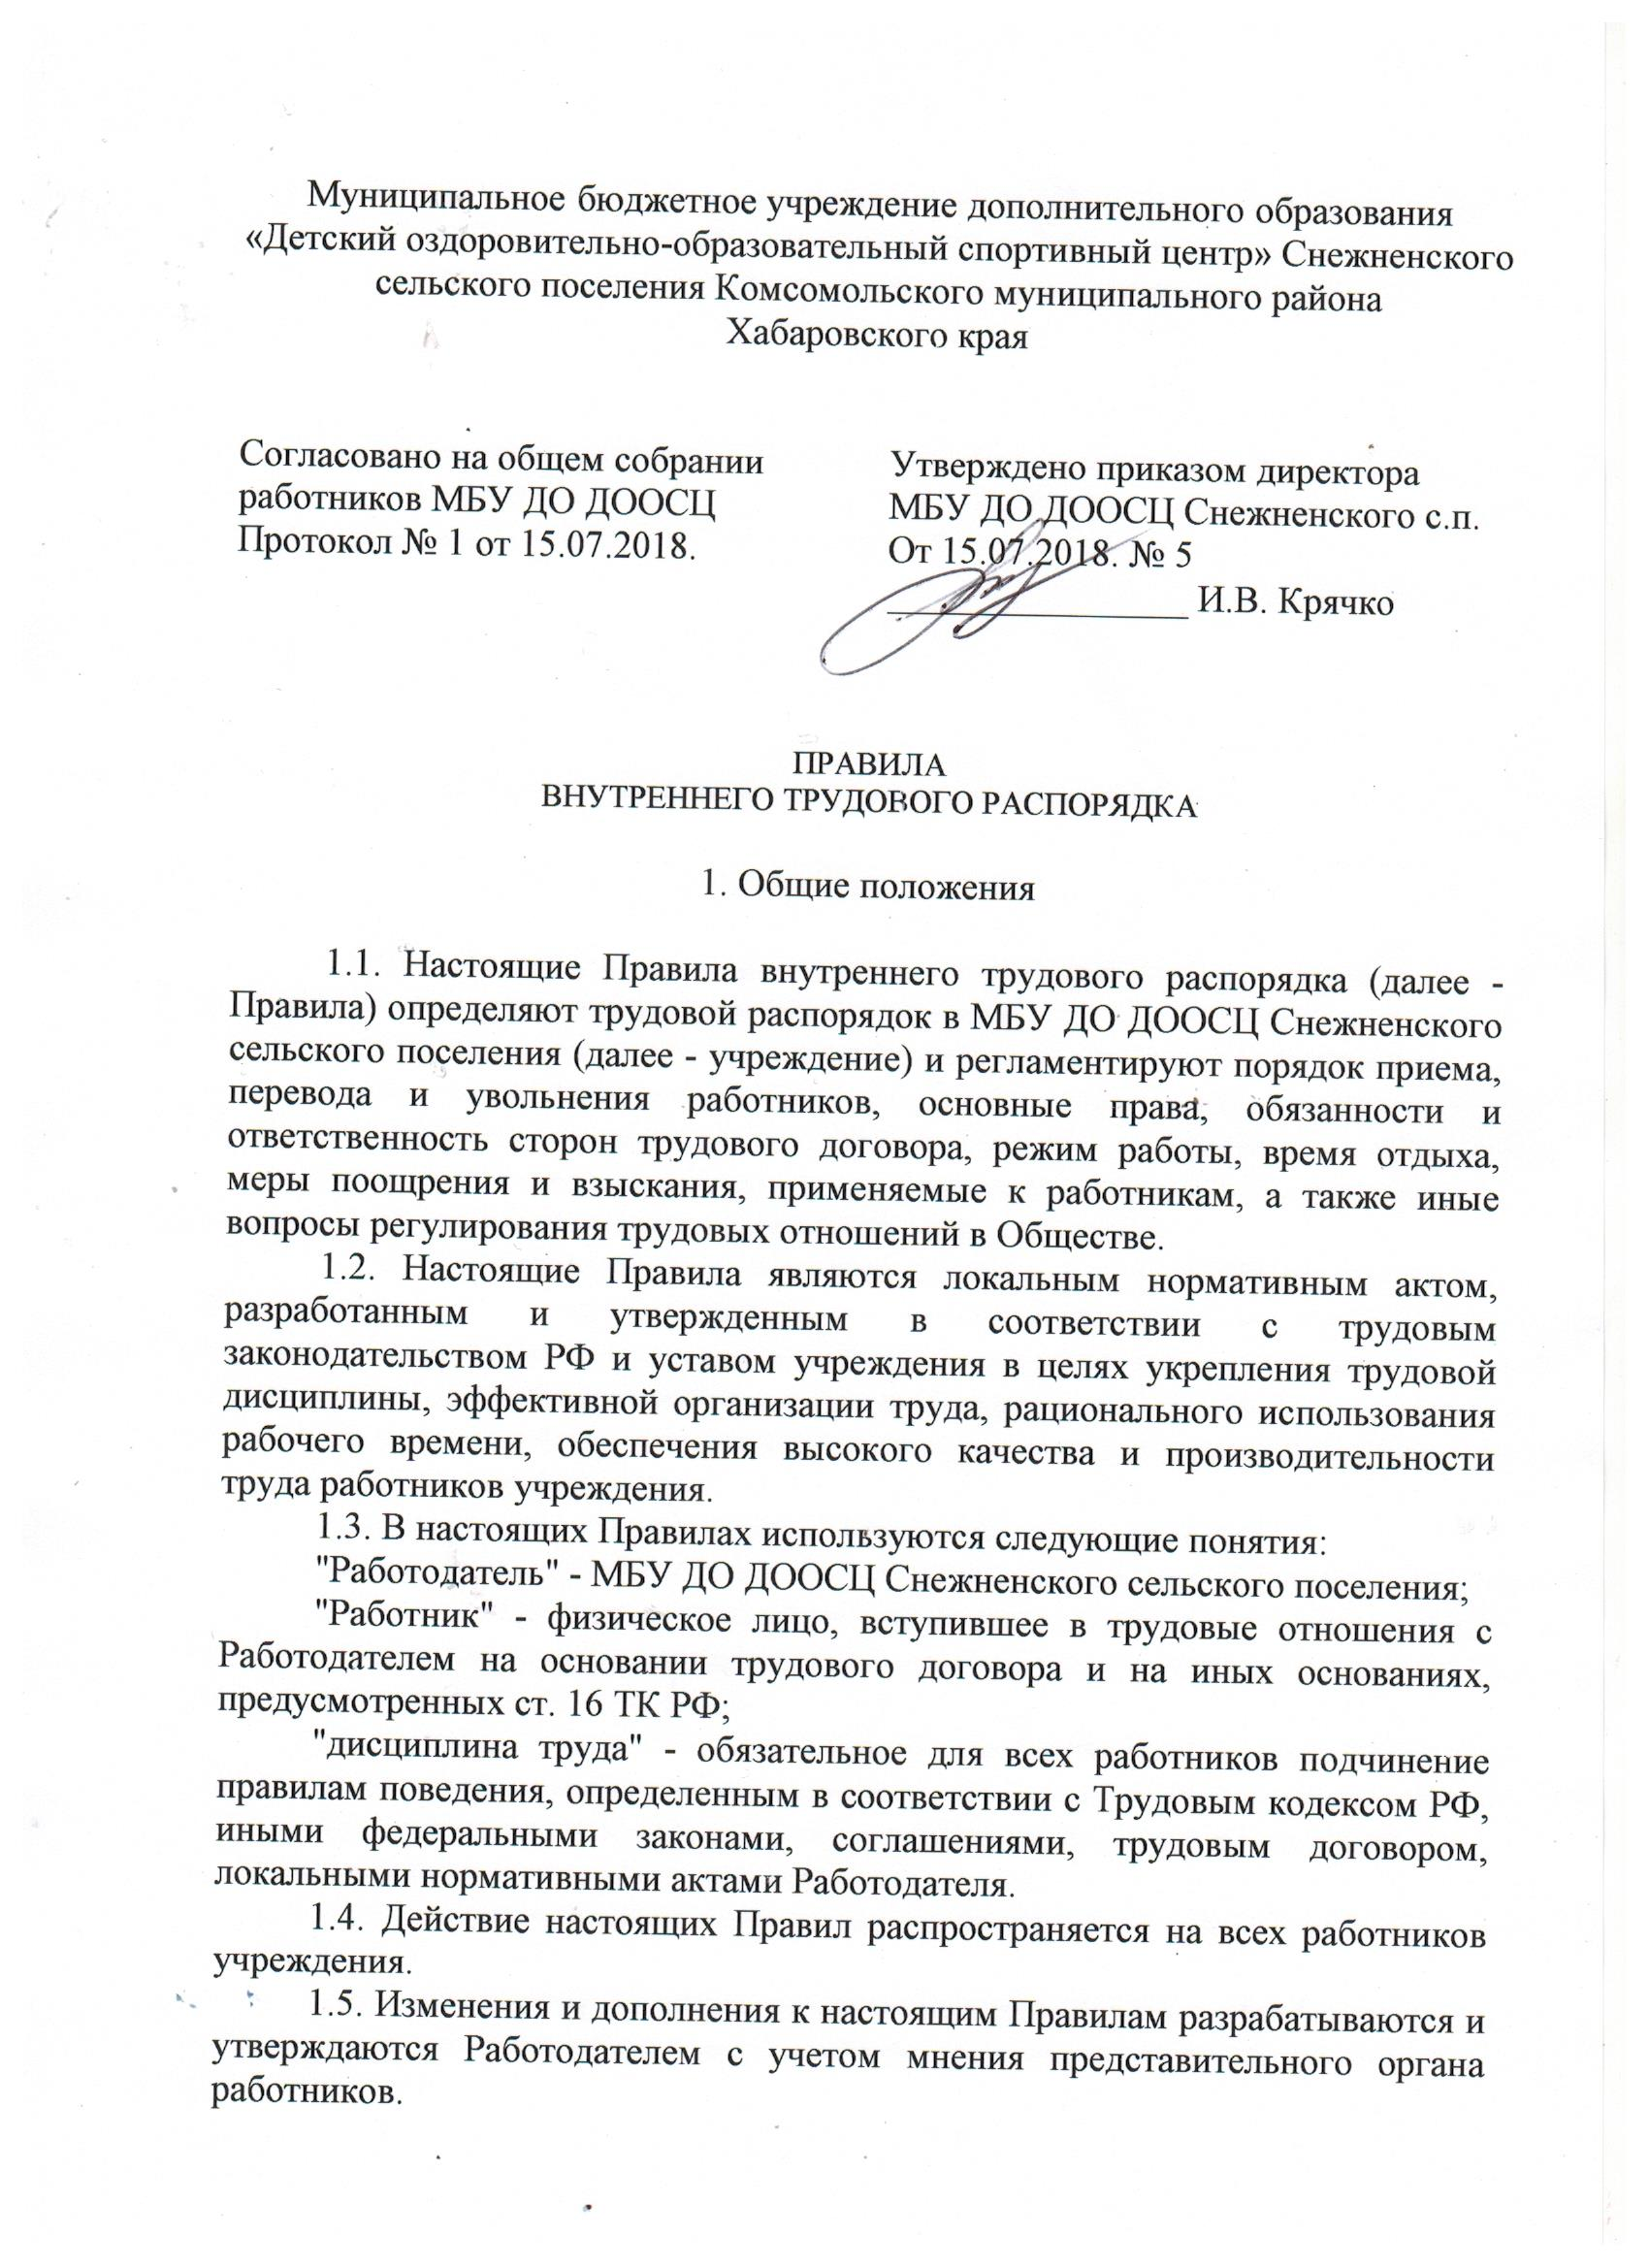 Муниципальное бюджетное учреждение дополнительного образования
«Детский оздоровительно-образовательный спортивный центр» Снежненского
сельского поселения Комсомольского муниципального района
Хабаровского края
Согласовано на общем собрании
работников МБУ ДО ДООСЦ
Протокол № 1 от 15.07.2018.
Утверждено приказом директора
МБУ ДО ДООСЦ Снежненского с.п.
От 15.07.2018. № 5
________________ И.В. Крячко
ПРАВИЛА
ВНУТРЕННЕГО ТРУДОВОГО РАСПОРЯДКА
1. Общие положения
1.1. Настоящие Правила внутреннего трудового распорядка (далее -
Правила) определяют трудовой распорядок в МБУ ДО ДООСЦ Снежненского
сельского поселения (далее - учреждение) и регламентируют порядок приема,
перевода и увольнения работников, основные права, обязанности и
ответственность сторон трудового договора, режим работы, время отдыха,
меры поощрения и взыскания, применяемые к работникам, а также иные
вопросы регулирования трудовых отношений в Обществе.
1.2. Настоящие Правила являются локальным нормативным актом,
разработанным и утвержденным в соответствии с трудовым
законодательством РФ и уставом учреждения в целях укрепления трудовой
дисциплины, эффективной организации труда, рационального использования
рабочего времени, обеспечения высокого качества и производительности
труда работников учреждения.
1.3. В настоящих Правилах используются следующие понятия:
"Работодатель" - МБУ ДО ДООСЦ Снежненского сельского поселения;
"Работник" - физическое лицо, вступившее в трудовые отношения с
Работодателем на основании трудового договора и на иных основаниях,
предусмотренных ст. 16 ТК РФ;
"дисциплина труда" - обязательное для всех работников подчинение
правилам поведения, определенным в соответствии с Трудовым кодексом РФ,
иными федеральными законами, соглашениями, трудовым договором,
локальными нормативными актами Работодателя.
1.4. Действие настоящих Правил распространяется на всех работников
учреждения.
1.5. Изменения и дополнения к настоящим Правилам разрабатываются и
утверждаются Работодателем с учетом мнения представительного органа
работников.